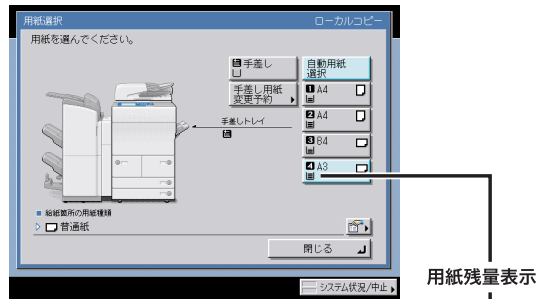 用紙選択
ローカルコピー
用紙を選んでください。
手差し
自動用紙
選択
手差し用紙
変更予約
1 A4
手差しトレイ
2 A4
3 B4
4 A3
給紙箇所の用紙種類
普通紙
閉じる
用紙残量表示
システム状況/中止